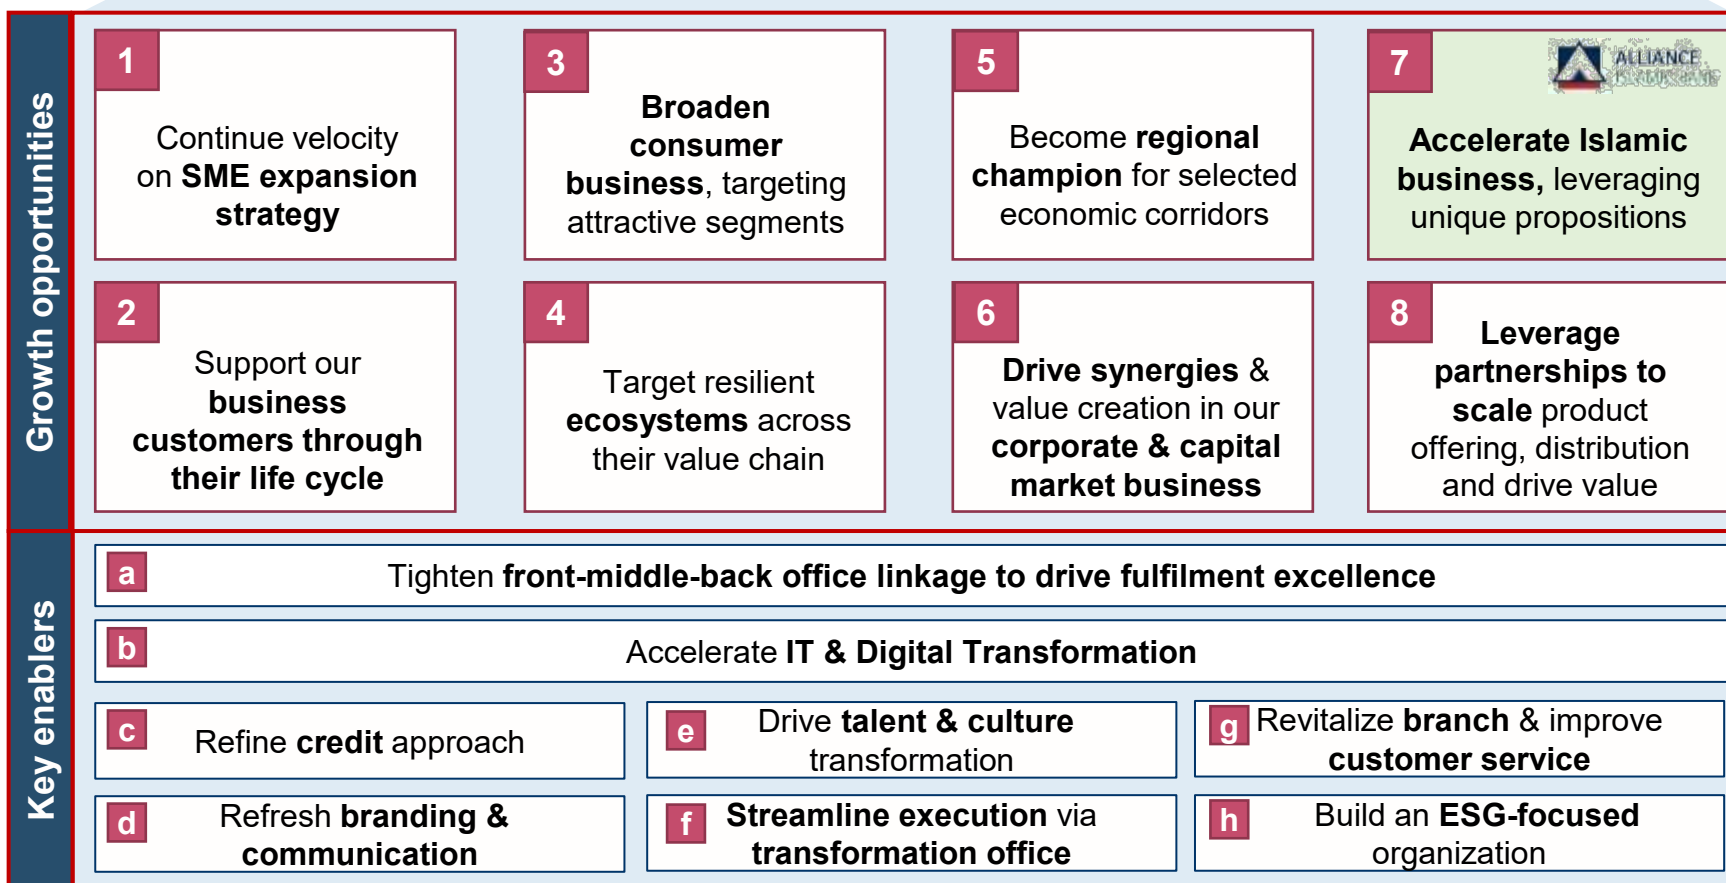 Growth opportunities
1
Continue velocity
on SME expansion
strategy
3
Broaden
consumer
business, targeting
attractive segments
5
Become regional
champion for selected
economic corridors
7
ALLIANCE
Accelerate Islamic
business, leveraging
unique propositions
2
Support our
business
customers through
their life cycle
4
Target resilient
ecosystems across
their value chain
6
Drive synergies &
value creation in our
corporate & capital
market business
8
Leverage
partnerships to
scale product
offering, distribution
and drive value
Key enablers
a
Tighten front-middle-back office linkage to drive fulfilment excellence
b
Accelerate IT & Digital Transformation
c
Refine credit approach
e
Drive talent & culture
transformation
g
Revitalize branch & improve
customer service
d
Refresh branding &
communication
f
Streamline execution via
transformation office
h
Build an ESG-focused
organization